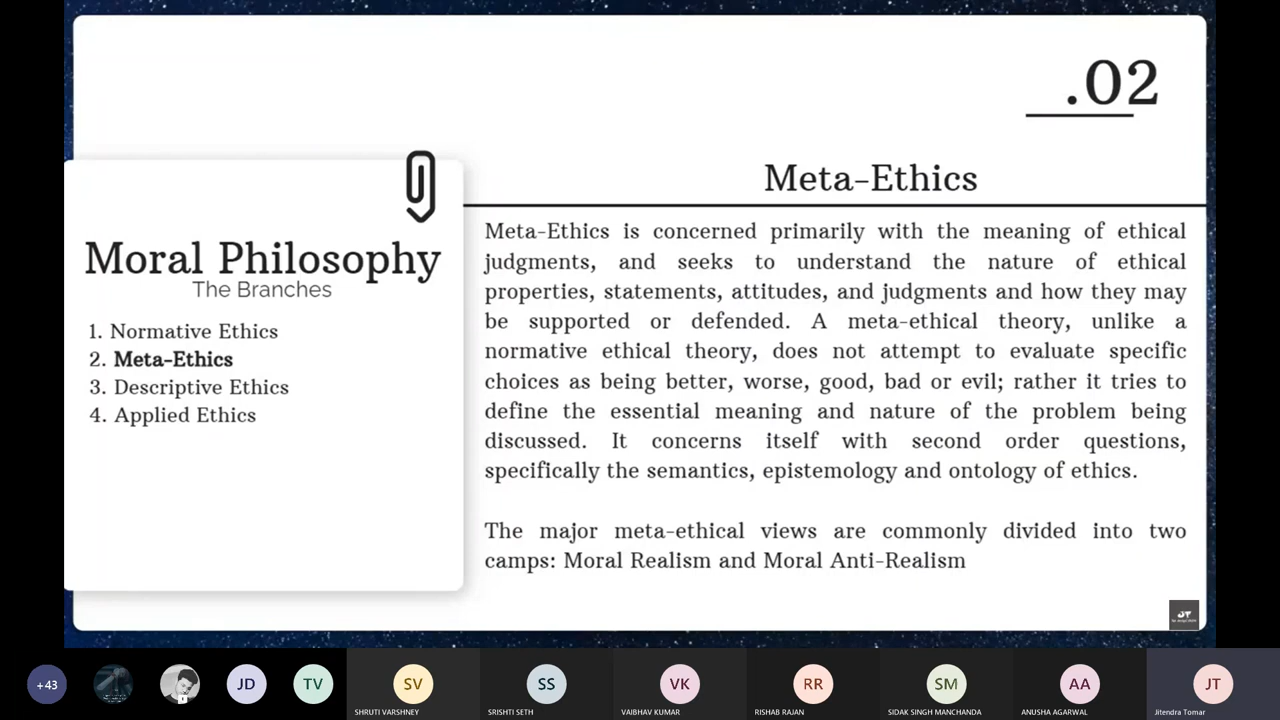 .02
Meta-Ethics
Moral Philosophy
The Branches
1. Normative Ethics
2. Meta-Ethics
3. Descriptive Ethics
4. Applied Ethics
Meta-Ethics is concerned primarily with the meaning of ethical
judgments, and seeks to understand the nature of ethical
properties, statements, attitudes, and judgments and how they may
be supported or defended. A meta-ethical theory, unlike a
normative ethical theory, does not attempt to evaluate specific
choices as being better, worse, good, bad or evil; rather it tries to
define the essential meaning and nature of the problem being
discussed. It concerns itself with second order questions,
specifically the semantics, epistemology and ontology of ethics.
The major meta-ethical views are commonly divided into two
camps: Moral Realism and Moral Anti-Realism
JT
+43
JD
TV
SV
SS
VK
RR
SM
AA
JT
SHRUTI VARSHNEY
SRISHTI SETH
VAIBHAV KUMAR
RISHAB RAJAN
SIDAK SINGH MANCHANDA
ANUSHA AGARWAL
Jitendra Tomar